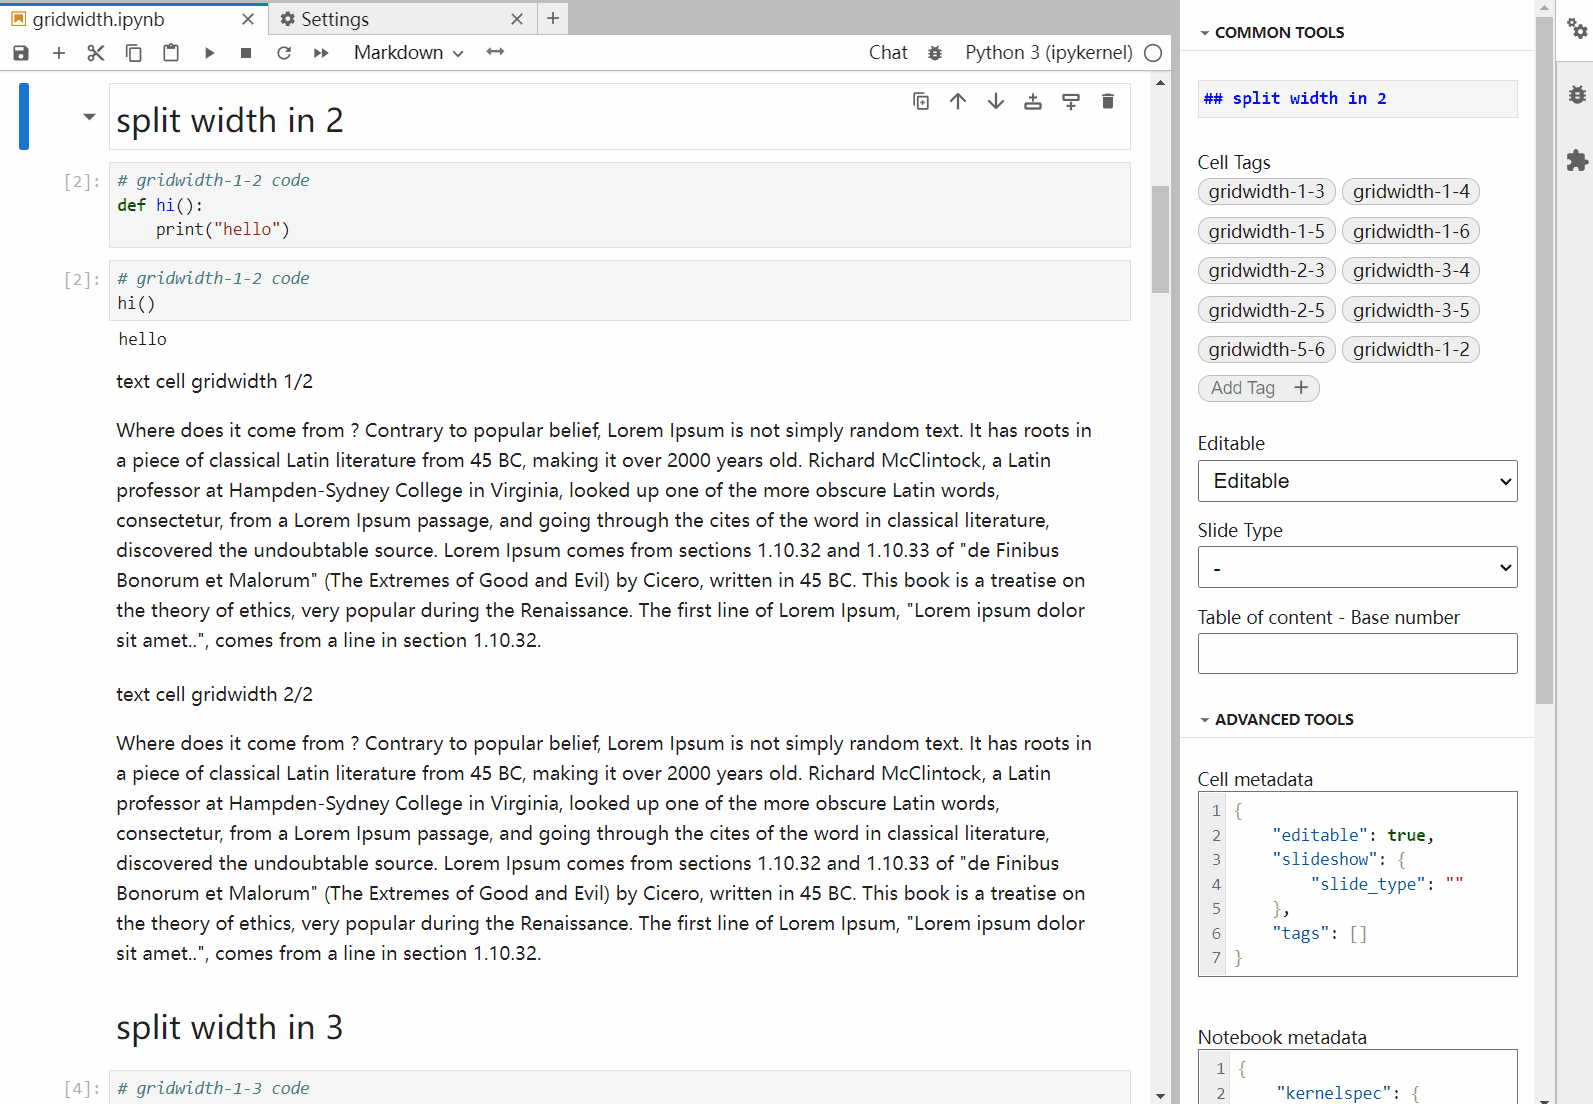 gridwidth.ipynb
Settings
Markdown
Chat
Python 3 (ipykernel)
split width in 2
[2]:
# gridwidth-1-2 code
def hi():
    print("hello")
[2]:
# gridwidth-1-2 code
hi()
hello
text cell gridwidth 1/2
Where does it come from ? Contrary to popular belief, Lorem Ipsum is not simply random text. It has roots in
a piece of classical Latin literature from 45 BC, making it over 2000 years old. Richard McClintock, a Latin
professor at Hampden-Sydney College in Virginia, looked up one of the more obscure Latin words,
consectetur, from a Lorem Ipsum passage, and going through the cites of the word in classical literature,
discovered the undoubtable source. Lorem Ipsum comes from sections 1.10.32 and 1.10.33 of "de Finibus
Bonorum et Malorum" (The Extremes of Good and Evil) by Cicero, written in 45 BC. This book is a treatise on
the theory of ethics, very popular during the Renaissance. The first line of Lorem Ipsum, "Lorem ipsum dolor
sit amet..", comes from a line in section 1.10.32.
text cell gridwidth 2/2
Where does it come from ? Contrary to popular belief, Lorem Ipsum is not simply random text. It has roots in
a piece of classical Latin literature from 45 BC, making it over 2000 years old. Richard McClintock, a Latin
professor at Hampden-Sydney College in Virginia, looked up one of the more obscure Latin words,
consectetur, from a Lorem Ipsum passage, and going through the cites of the word in classical literature,
discovered the undoubtable source. Lorem Ipsum comes from sections 1.10.32 and 1.10.33 of "de Finibus
Bonorum et Malorum" (The Extremes of Good and Evil) by Cicero, written in 45 BC. This book is a treatise on
the theory of ethics, very popular during the Renaissance. The first line of Lorem Ipsum, "Lorem ipsum dolor
sit amet..", comes from a line in section 1.10.32.
split width in 3
[4]:
# gridwidth-1-3 code
COMMON TOOLS
## split width in 2
Cell Tags
gridwidth-1-3 gridwidth-1-4
gridwidth-1-5 gridwidth-1-6
gridwidth-2-3 gridwidth-3-4
gridwidth-2-5 gridwidth-3-5
gridwidth-5-6 gridwidth-1-2
Add Tag
Editable
Editable
Slide Type
-
Table of content - Base number
ADVANCED TOOLS
Cell metadata
1 {
2     "editable": true,
3     "slideshow": {
4         "slide_type": ""
5     },
6     "tags": []
7 }
Notebook metadata
1 {
2     "kernelspec": {